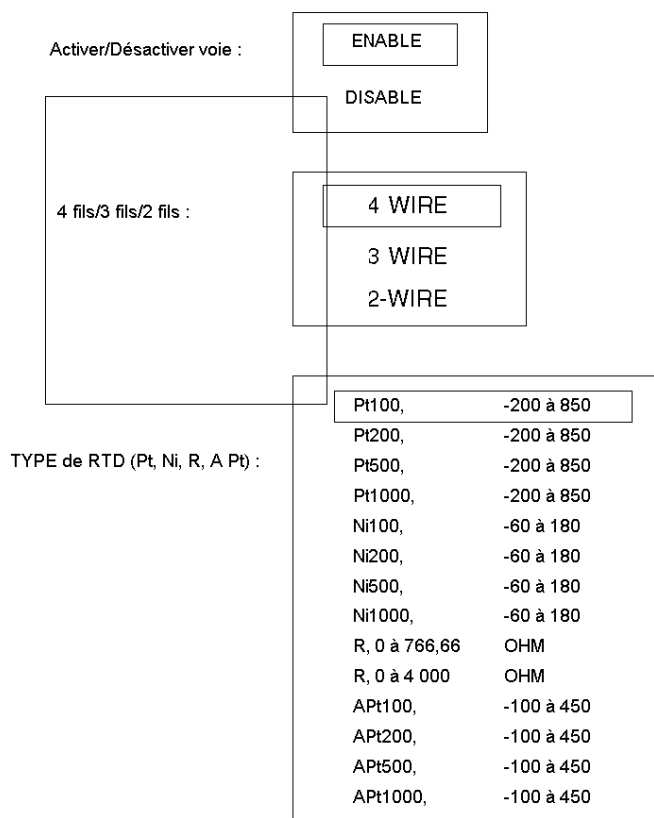 Activer/Désactiver voie :
ENABLE
DISABLE
4 fils/3 fils/2 fils :
4 WIRE
3 WIRE
2-WIRE
TYPE de RTD (Pt, Ni, R, A Pt) :
Pt100, -200 à 850
Pt200, -200 à 850
Pt500, -200 à 850
Pt1000, -200 à 850
Ni100, -60 à 180
Ni200, -60 à 180
Ni500, -60 à 180
Ni1000, -60 à 180
R, 0 à 766,66 OHM
R, 0 à 4 000 OHM
APt100, -100 à 450
APt200, -100 à 450
APt500, -100 à 450
APt1000, -100 à 450